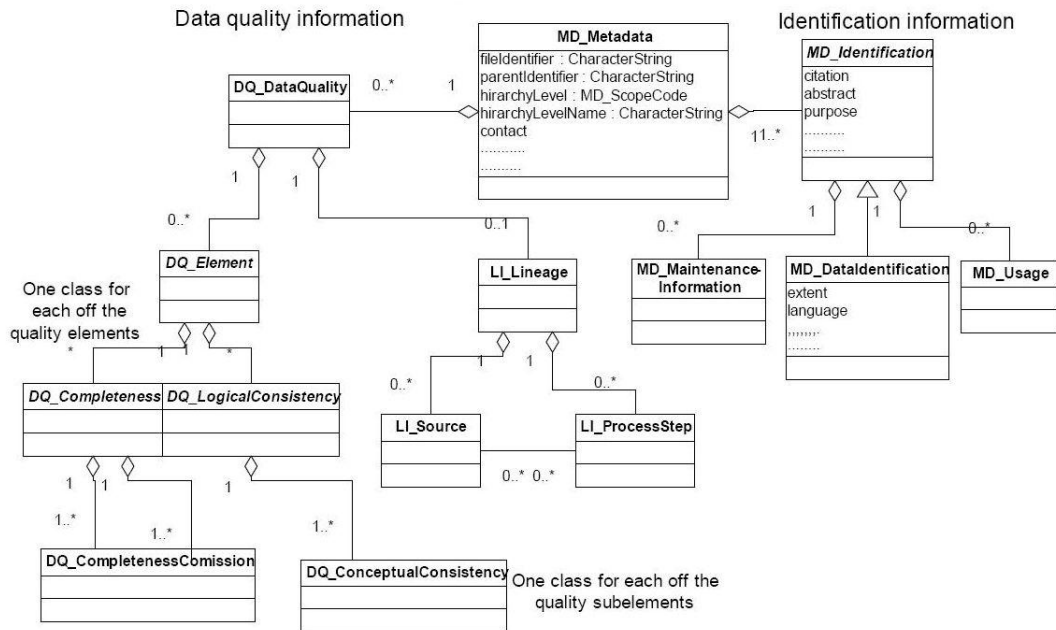 Data quality information
Identification information
MD_Metadata
fileIdentifier : CharacterString
parentIdentifier : CharacterString
hirarchyLevel : MD_ScopeCode
hirarchyLevelName : CharacterString
contact
...........
..........
MD_Identification
citation
abstract
purpose
..........
..........
DQ_DataQuality
0..*
1
1
1..*
1
1
0..*
0..1
1
1
0..*
0..*
DQ_Element
LI_Lineage
MD_Maintenance-
Information
MD_DataIdentification
extent
language
,,,,,,,,.
........
MD_Usage
One class for
each off the
quality elements
*
1
1
*
1
1
0..*
0..*
DQ_Completeness
DQ_LogicalConsistency
LI_Source
LI_ProcessStep
0..*
0..*
1
1
1
1..*
1..*
1..*
DQ_CompletenessComission
DQ_ConceptualConsistency
One class for each off the
quality subelements